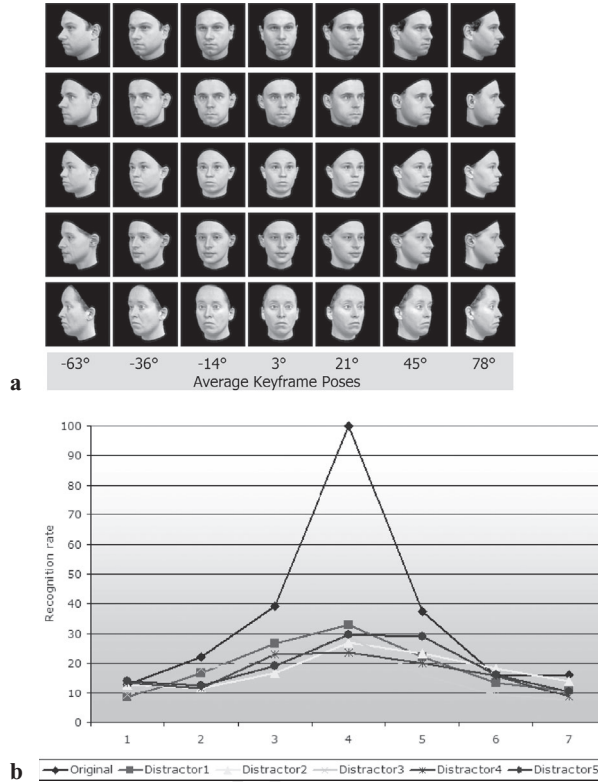 -63° -36° -14° 3° 21° 45° 78°
Average Keyframe Poses
a
100
90
80
70
60
50
40
30
20
10
0
Recognition rate
1 2 3 4 5 6 7
b
Original Distractor1 Distractor2 Distractor3 Distractor4 Distractor5